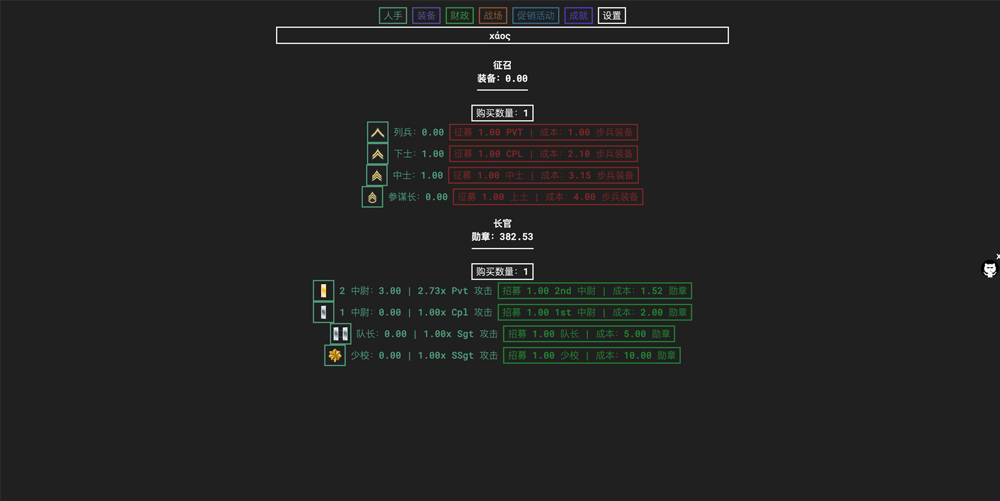 人手 装备 财政 战场 促销活动 成就 设置
χάος
征召
装备: 0.00
购买数量: 1
列兵: 0.00 征募 1.00 PVT | 成本: 1.00 步兵装备
下士: 1.00 征募 1.00 CPL | 成本: 2.10 步兵装备
中士: 1.00 征募 1.00 中士 | 成本: 3.15 步兵装备
参谋长: 0.00 征募 1.00 上士 | 成本: 4.00 步兵装备
长官
勋章: 382.53
购买数量: 1
2 中尉: 3.00 | 2.73x Pvt 攻击 招募 1.00 2nd 中尉 | 成本: 1.52 勋章
1 中尉: 0.00 | 1.00x Cpl 攻击 招募 1.00 1st 中尉 | 成本: 2.00 勋章
队长: 0.00 | 1.00x Sgt 攻击 招募 1.00 队长 | 成本: 5.00 勋章
少校: 0.00 | 1.00x SSgt 攻击 招募 1.00 少校 | 成本: 10.00 勋章